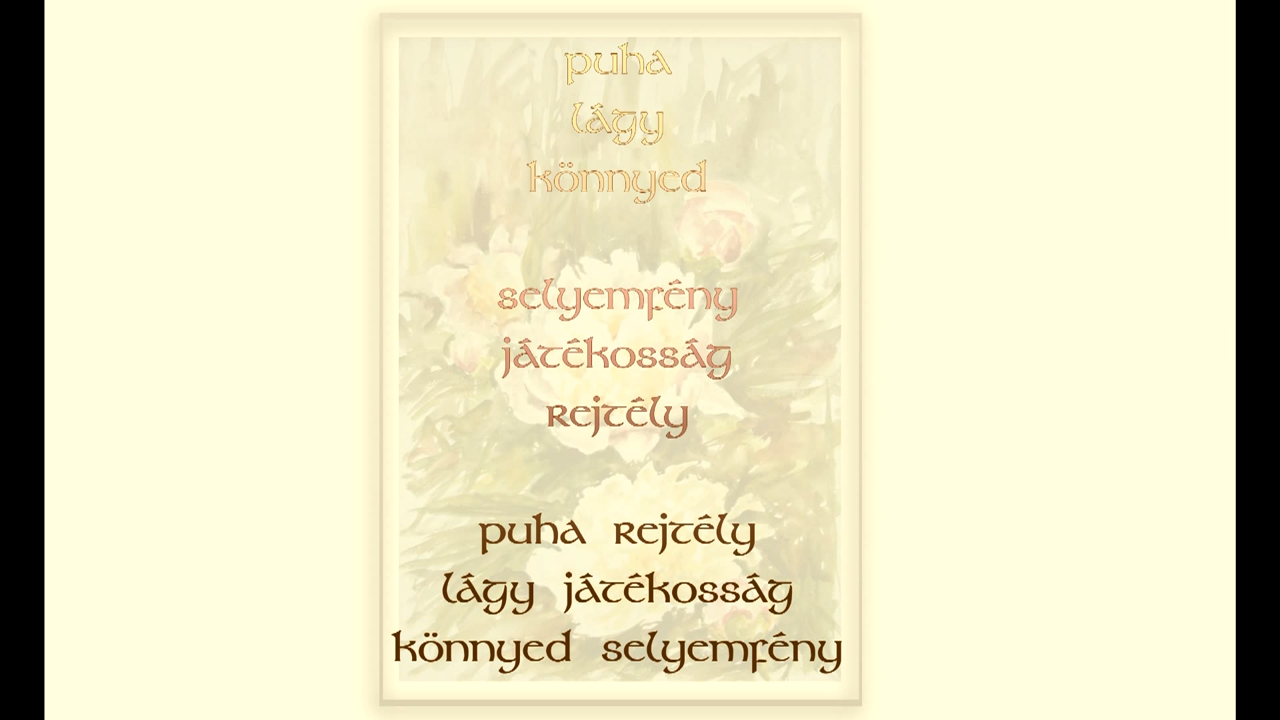 puha
lágy
könnyed
selyemfény
játékosság
rejtély
puha rejtély
lágy játékosság
könnyed selyemfény